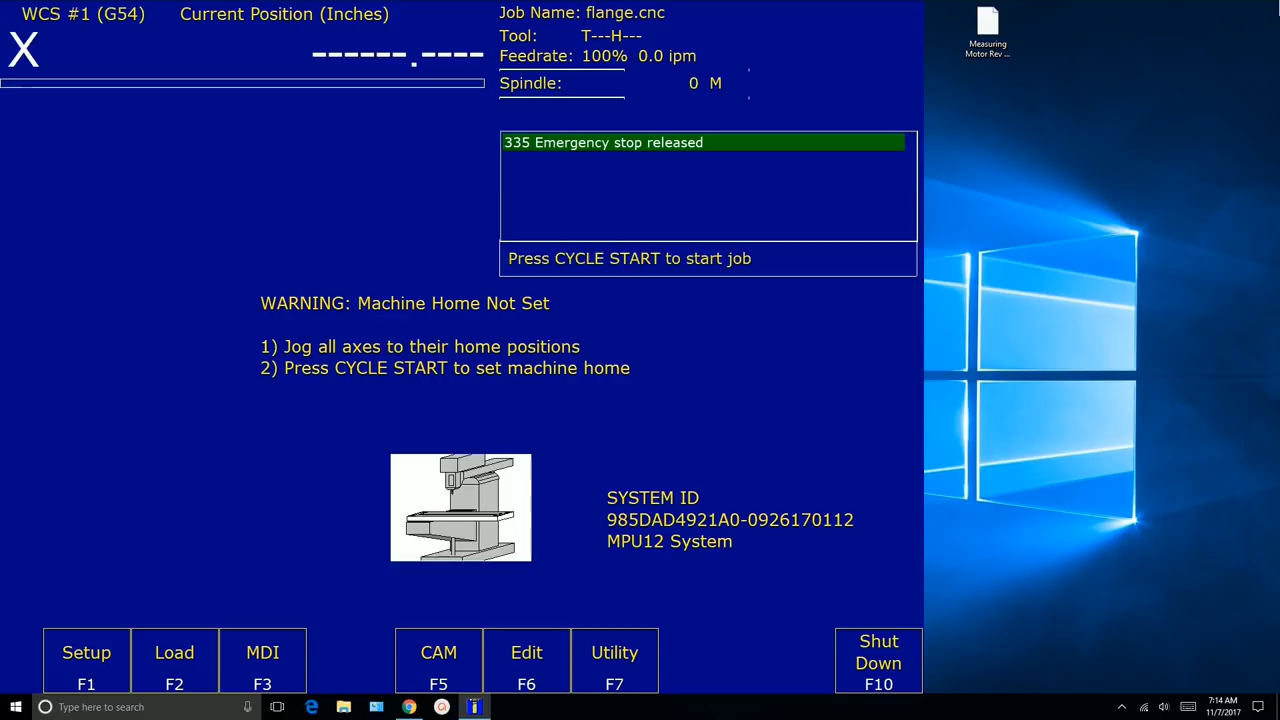 WCS #1 (G54) Current Position (Inches)
X ------.----
Job Name: flange.cnc
Tool: T---H---
Feedrate: 100% 0.0 ipm
Spindle: 0 M
335 Emergency stop released
Press CYCLE START to start job
WARNING: Machine Home Not Set
1) Jog all axes to their home positions
2) Press CYCLE START to set machine home
SYSTEM ID
985DAD4921A0-0926170112
MPU12 System
Setup
F1
Load
F2
MDI
F3
CAM
F5
Edit
F6
Utility
F7
Shut
Down
F10
Measuring
Motor Rev ...
Type here to search
7:14 AM
11/7/2017